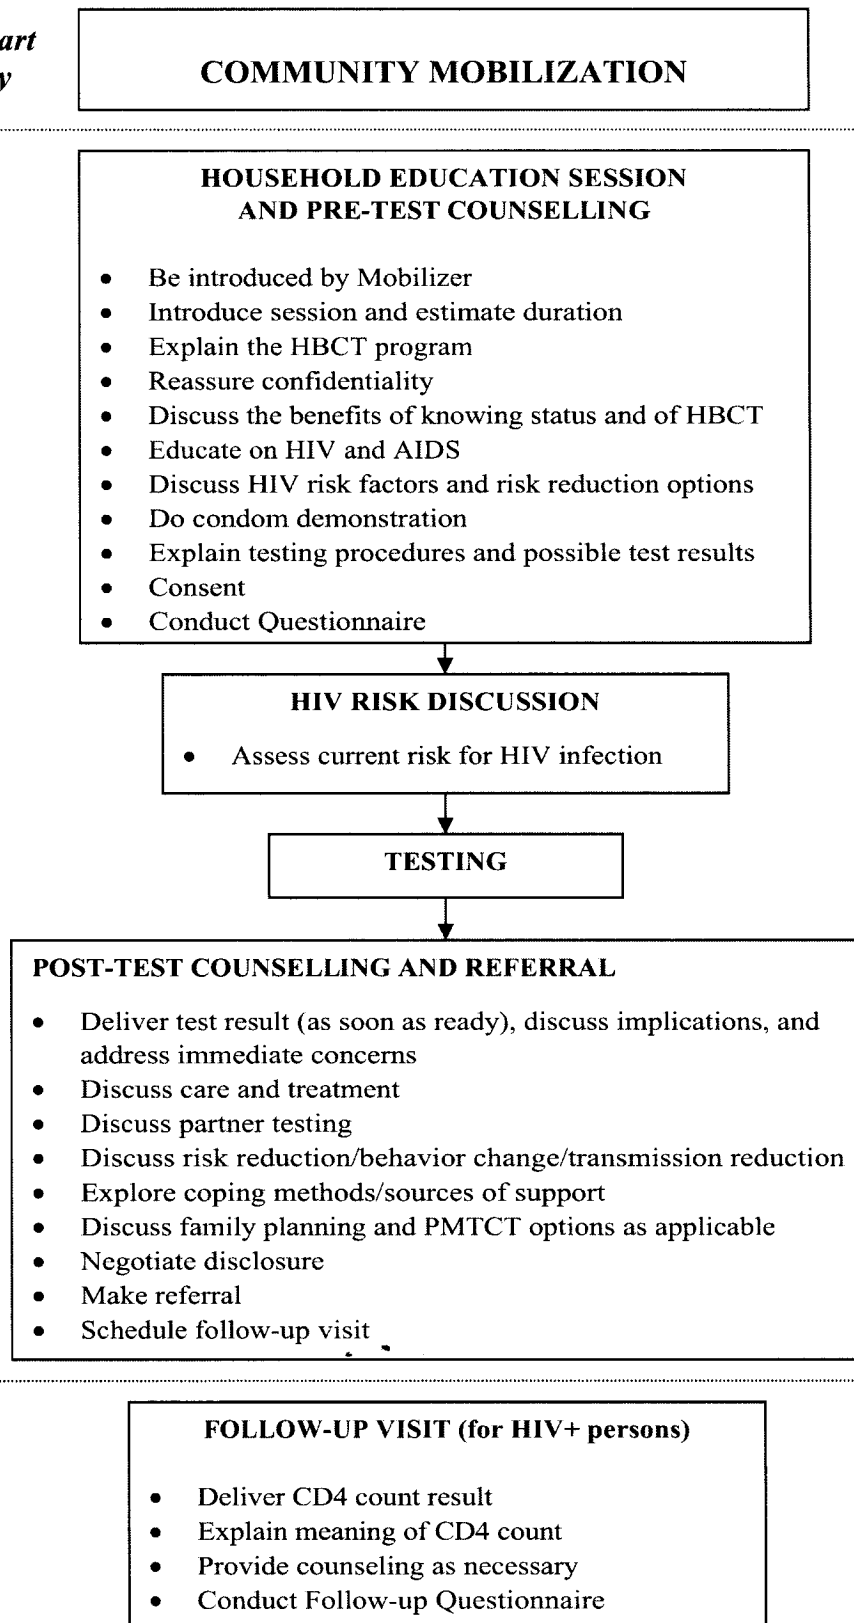 art
y
COMMUNITY MOBILIZATION
HOUSEHOLD EDUCATION SESSION
AND PRE-TEST COUNSELLING
• Be introduced by Mobilizer
• Introduce session and estimate duration
• Explain the HBCT program
• Reassure confidentiality
• Discuss the benefits of knowing status and of HBCT
• Educate on HIV and AIDS
• Discuss HIV risk factors and risk reduction options
• Do condom demonstration
• Explain testing procedures and possible test results
• Consent
• Conduct Questionnaire
HIV RISK DISCUSSION
• Assess current risk for HIV infection
TESTING
POST-TEST COUNSELLING AND REFERRAL
• Deliver test result (as soon as ready), discuss implications, and
address immediate concerns
• Discuss care and treatment
• Discuss partner testing
• Discuss risk reduction/behavior change/transmission reduction
• Explore coping methods/sources of support
• Discuss family planning and PMTCT options as applicable
• Negotiate disclosure
• Make referral
• Schedule follow-up visit
FOLLOW-UP VISIT (for HIV+ persons)
• Deliver CD4 count result
• Explain meaning of CD4 count
• Provide counseling as necessary
• Conduct Follow-up Questionnaire